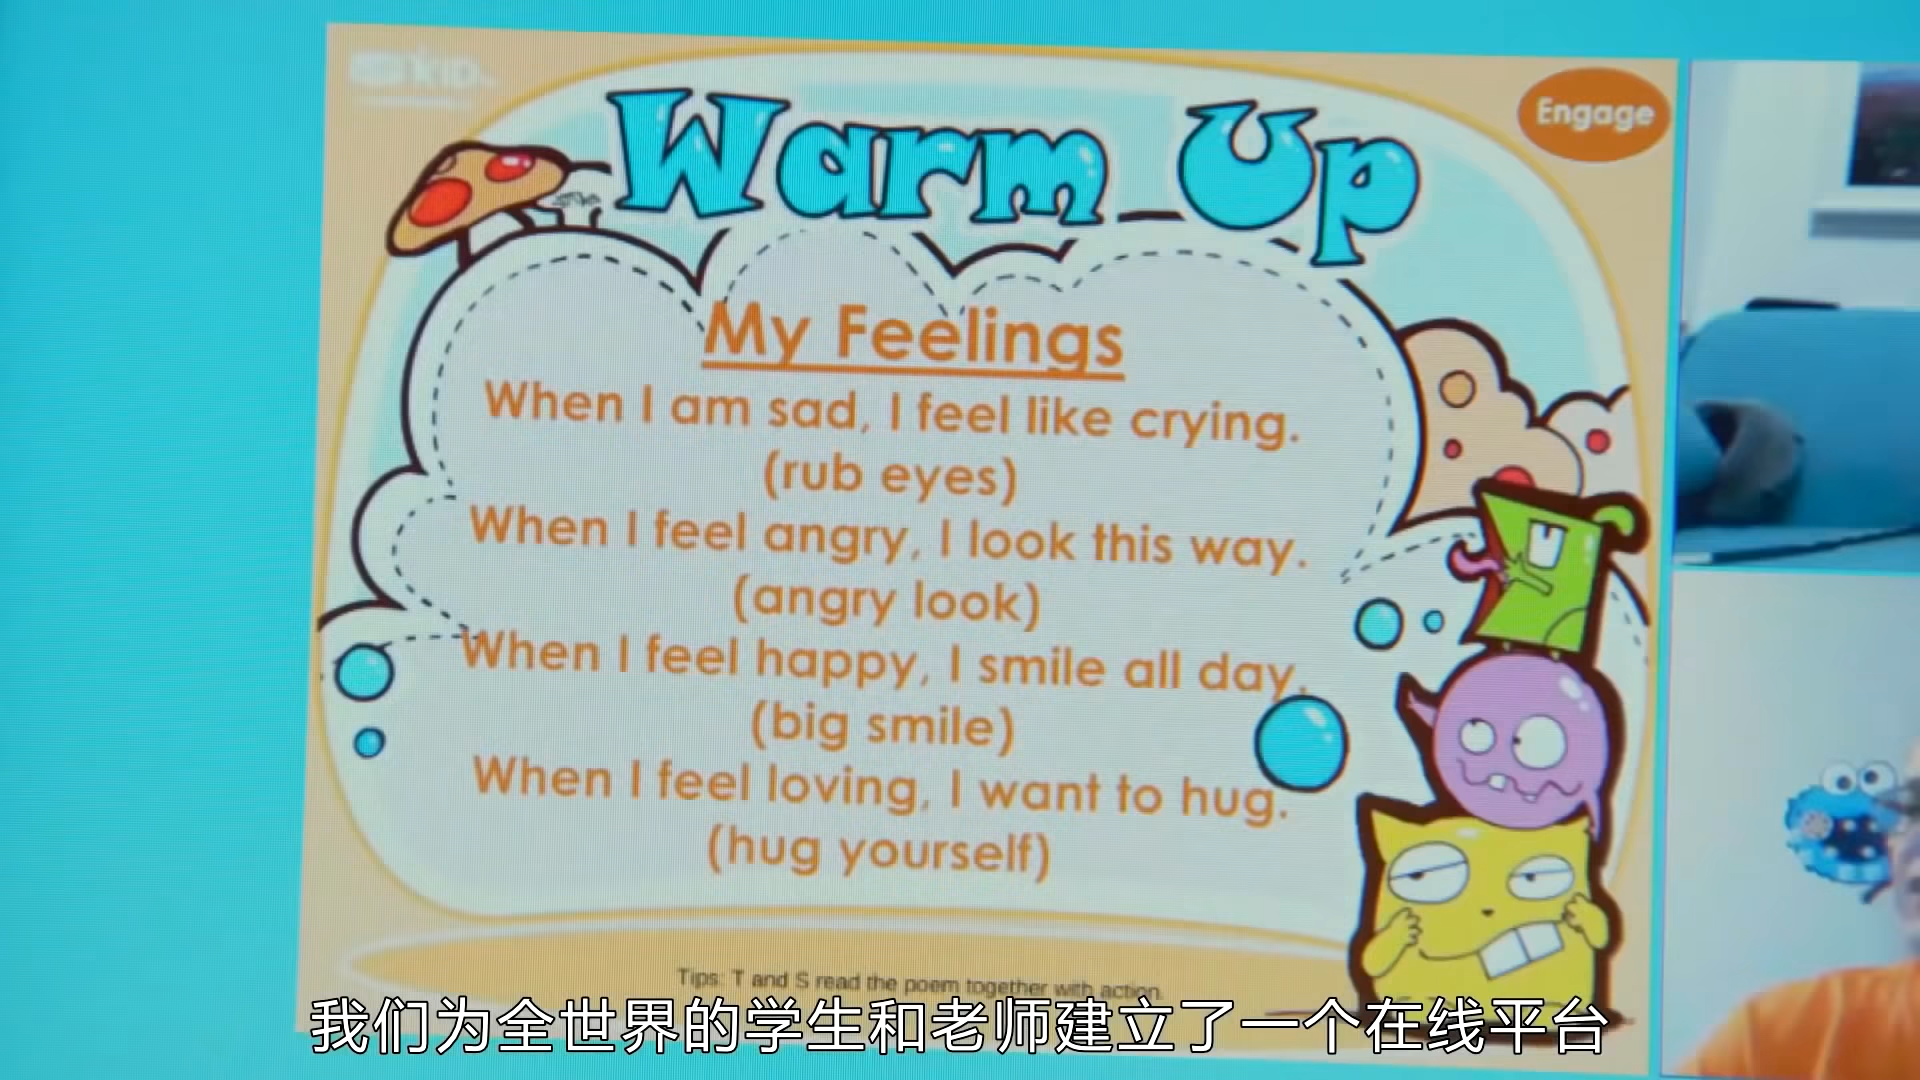 KID
Warm Up
Engage
My Feelings
When I am sad, I feel like crying.
(rub eyes)
When I feel angry, I look this way.
(angry look)
When I feel happy, I smile all day.
(big smile)
When I feel loving, I want to hug.
(hug yourself)
Tips: T and S read the poem together with action.
我们为全世界的学生和老师建立了一个在线平台